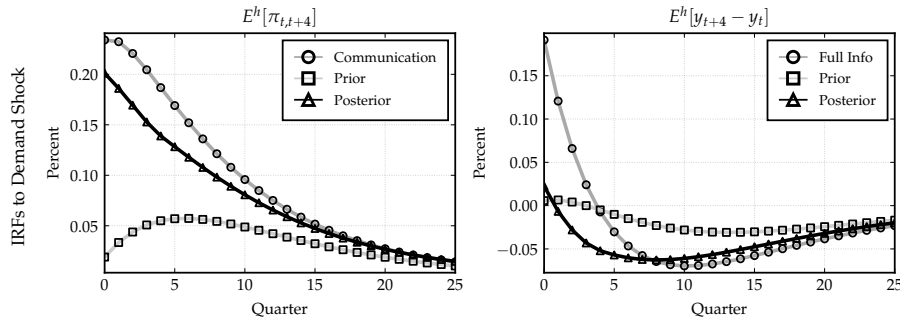 E^h[π_{t,t+4}]
E^h[y_{t+4} − y_t]
IRFs to Demand Shock
Percent
0.20
0.15
0.10
0.05
Communication
Prior
Posterior
0 5 10 15 20 25
Quarter
Percent
0.15
0.10
0.05
0.00
−0.05
Full Info
Prior
Posterior
0 5 10 15 20 25
Quarter